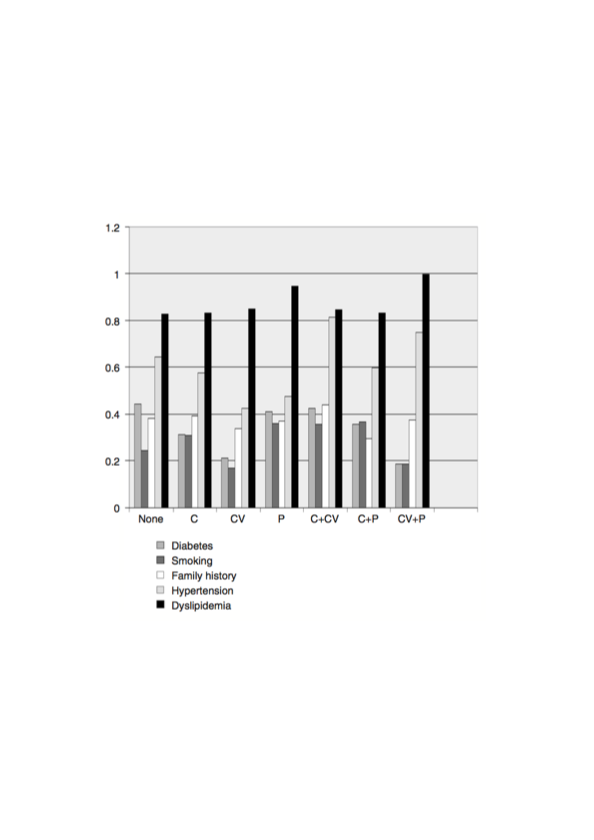 1.2
1
0.8
0.6
0.4
0.2
0
None C CV P C+CV C+P CV+P
Diabetes
Smoking
Family history
Hypertension
Dyslipidemia